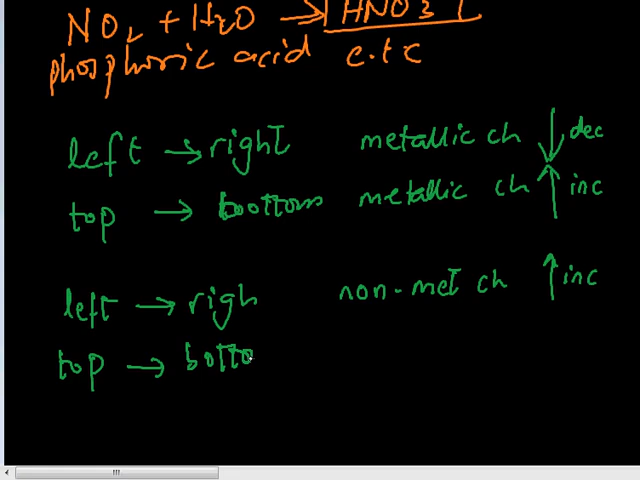 NO2 + H2O → HNO3
phosphoric acid e.t.c
left → right metallic ch ↓ dec
top → bottom metallic ch ↑ inc
left → righ non-met ch ↑ inc
top → botto